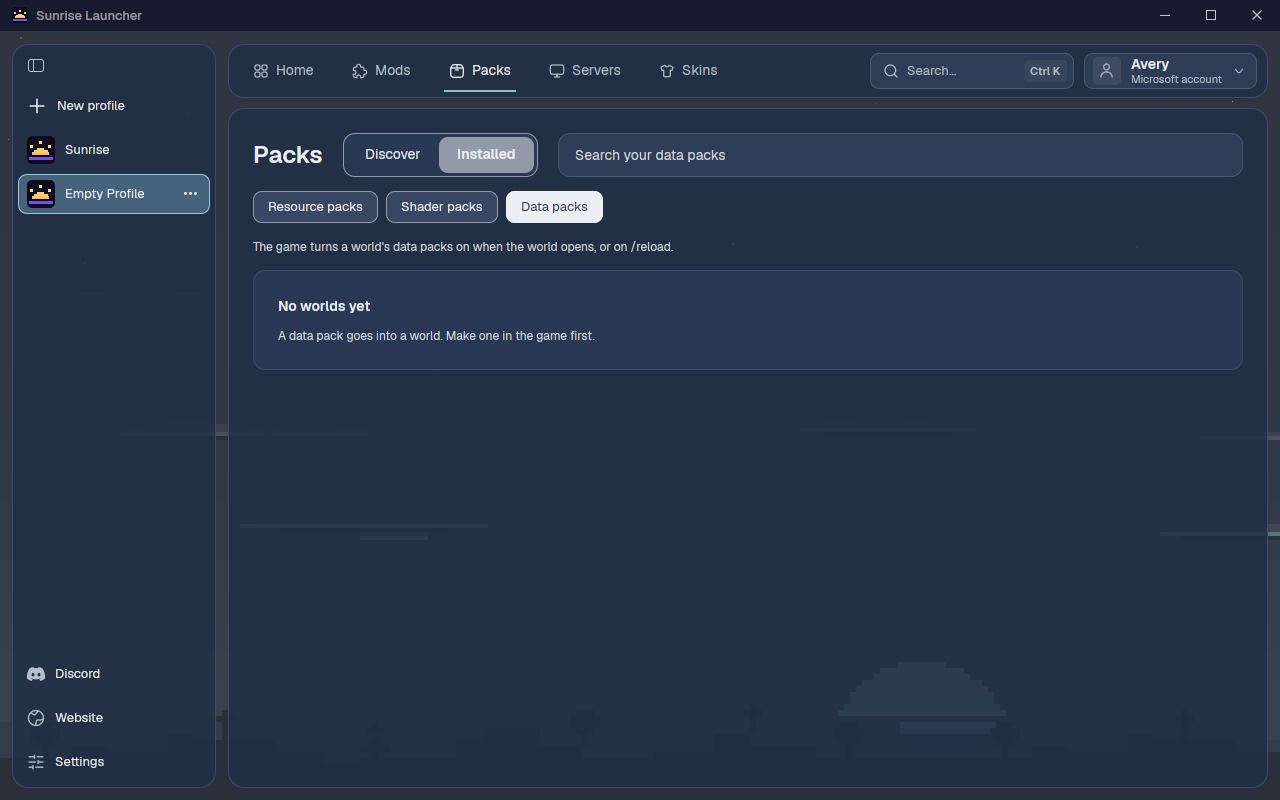 Sunrise Launcher
New profile
Sunrise
Empty Profile
Discord
Website
Settings
Home
Mods
Packs
Servers
Skins
Search...
Ctrl K
Avery
Microsoft account
Packs
Discover
Installed
Search your data packs
Resource packs
Shader packs
Data packs
The game turns a world's data packs on when the world opens, or on /reload.
No worlds yet
A data pack goes into a world. Make one in the game first.